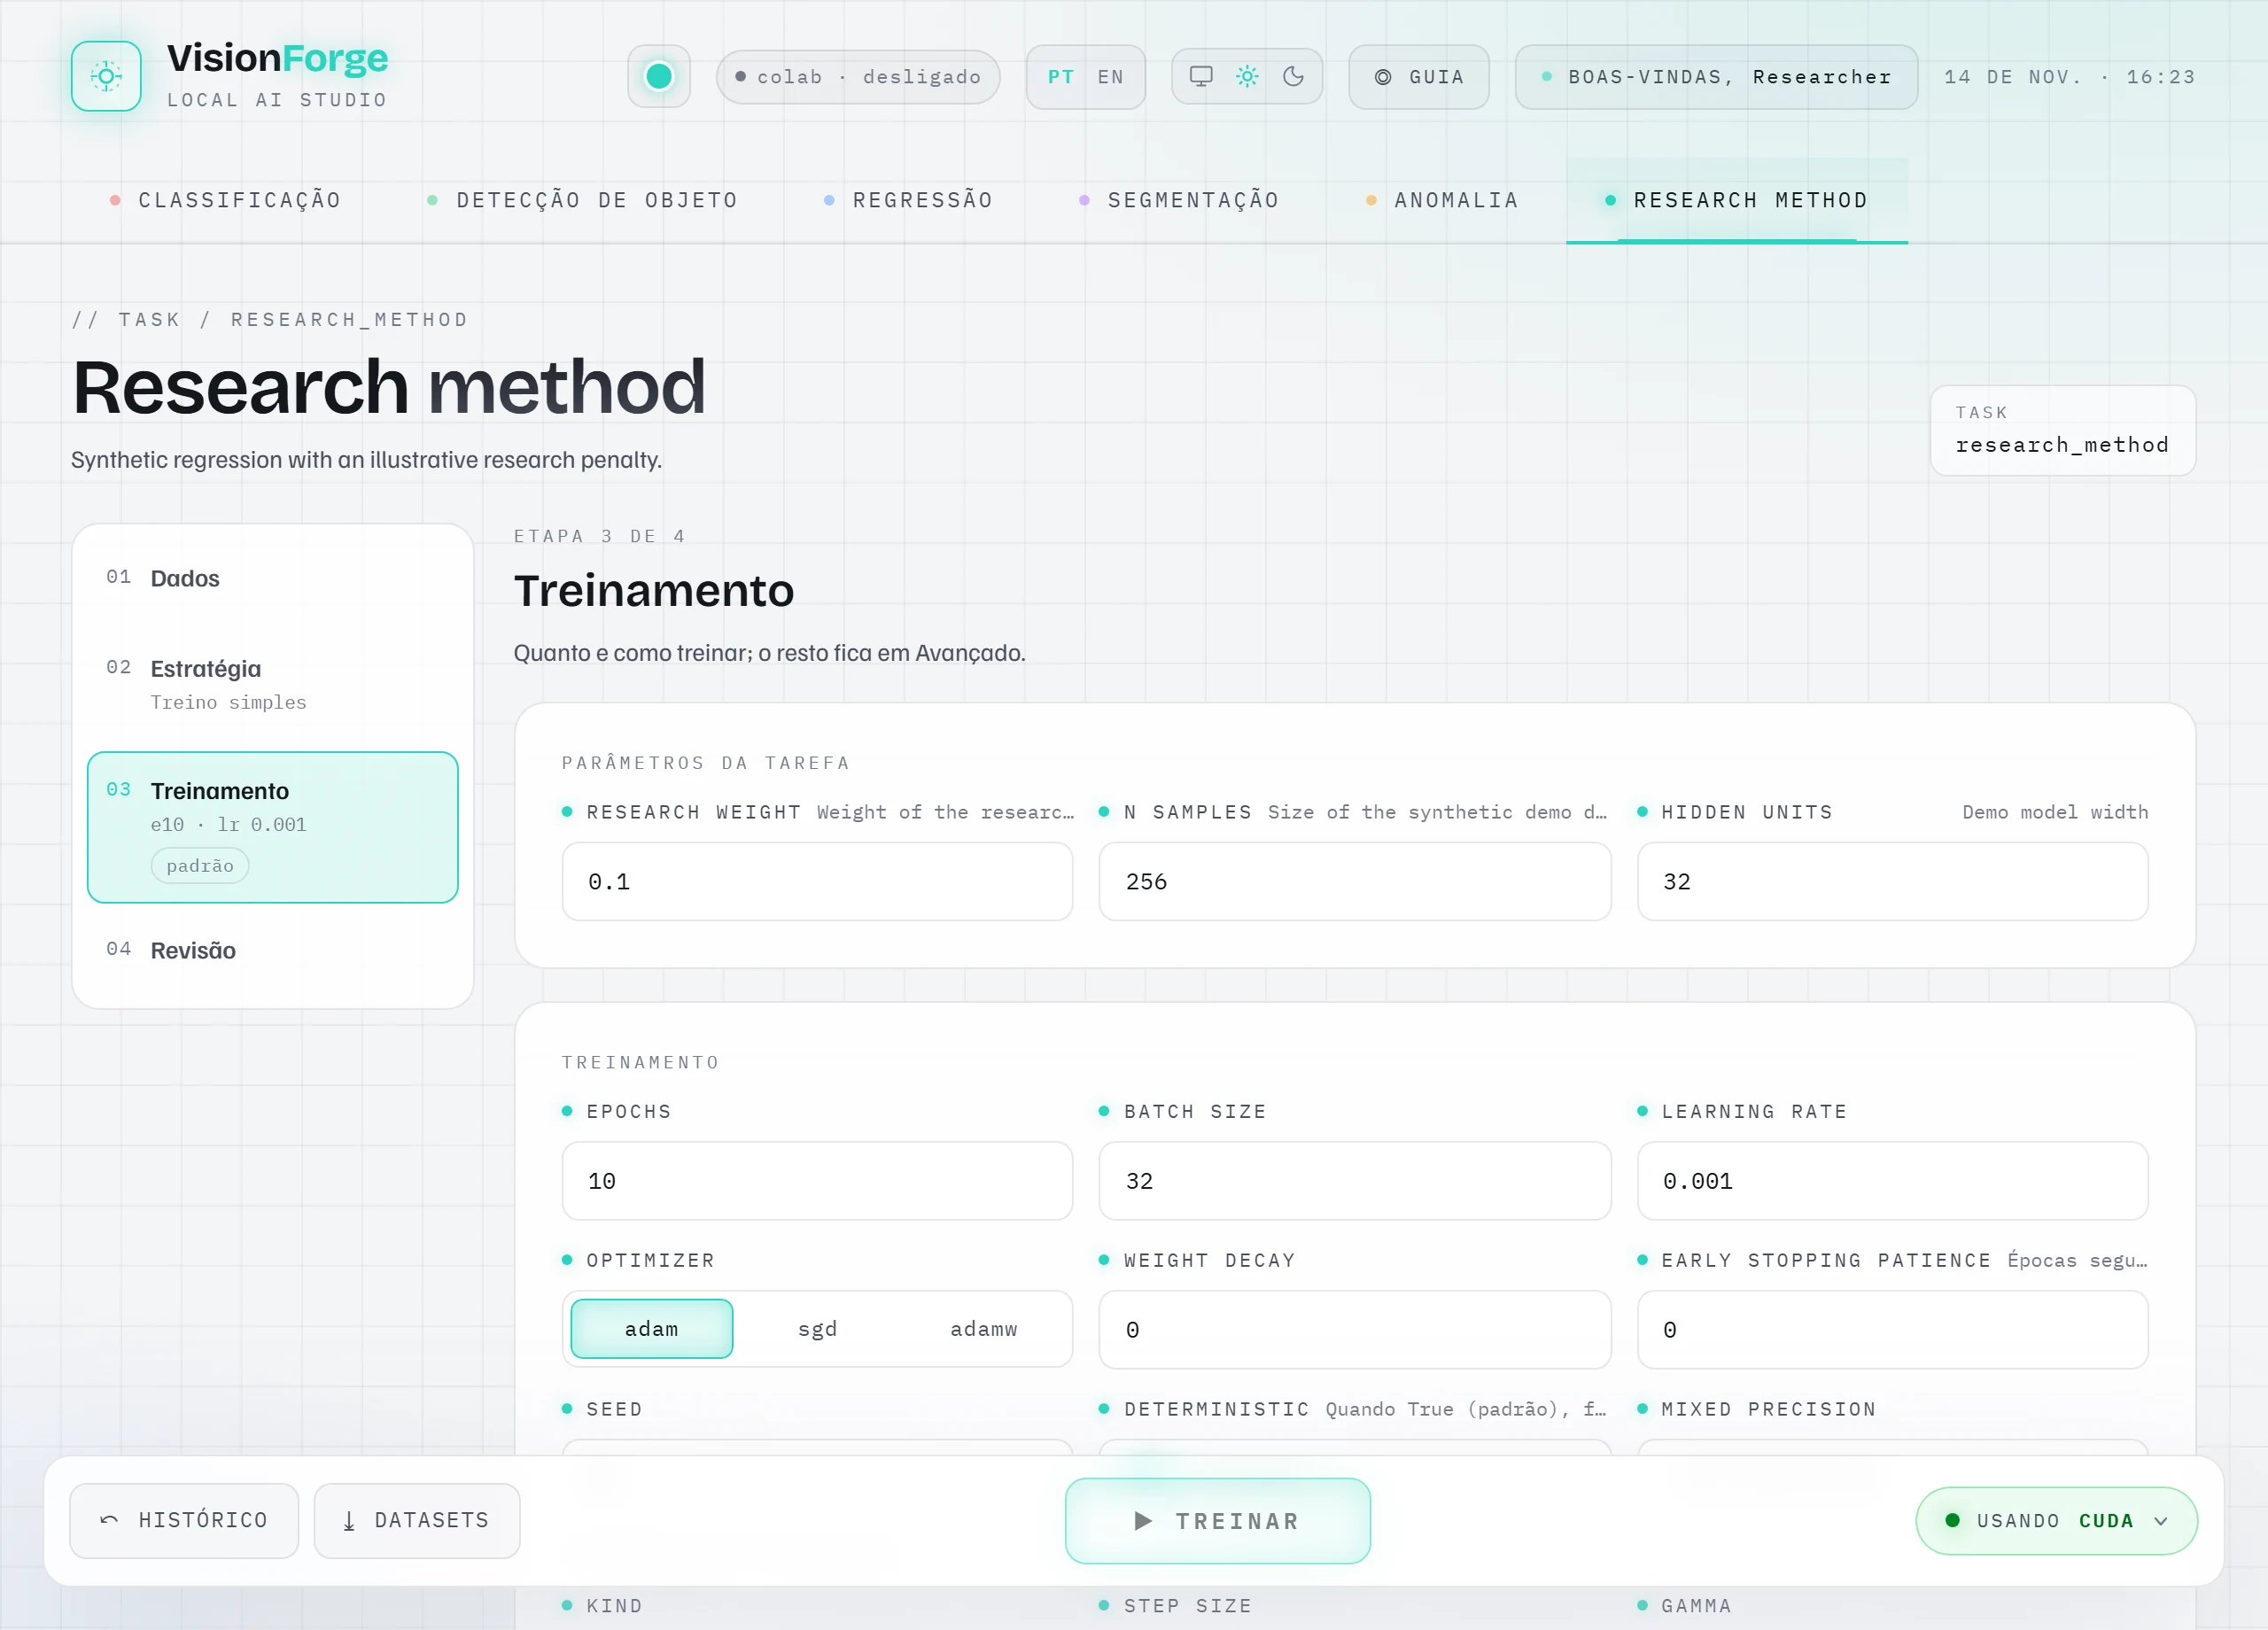 VisionForge
LOCAL AI STUDIO
colab · desligado
PT EN
GUIA
BOAS-VINDAS, Researcher
14 DE NOV. · 16:23
CLASSIFICAÇÃO
DETECÇÃO DE OBJETO
REGRESSÃO
SEGMENTAÇÃO
ANOMALIA
RESEARCH METHOD
// TASK / RESEARCH_METHOD
Research method
Synthetic regression with an illustrative research penalty.
TASK
research_method
01 Dados
02 Estratégia
Treino simples
03 Treinamento
e10 · lr 0.001
padrão
04 Revisão
ETAPA 3 DE 4
Treinamento
Quanto e como treinar; o resto fica em Avançado.
PARÂMETROS DA TAREFA
RESEARCH WEIGHT Weight of the researc…
N SAMPLES Size of the synthetic demo d…
HIDDEN UNITS Demo model width
0.1
256
32
TREINAMENTO
EPOCHS
BATCH SIZE
LEARNING RATE
10
32
0.001
OPTIMIZER
WEIGHT DECAY
EARLY STOPPING PATIENCE Épocas segu…
adam sgd adamw
0
0
SEED
DETERMINISTIC Quando True (padrão), f…
MIXED PRECISION
HISTÓRICO
DATASETS
TREINAR
USANDO CUDA
KIND
STEP SIZE
GAMMA